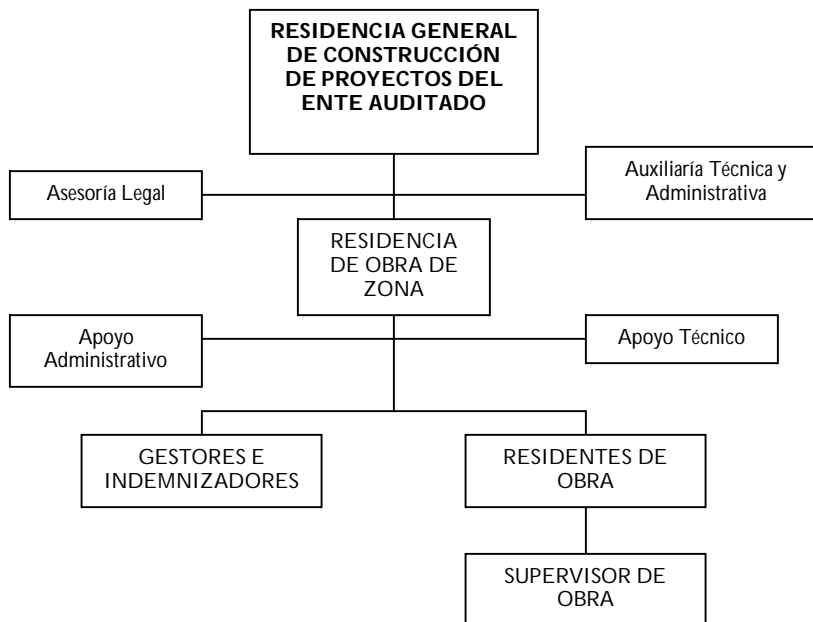 RESIDENCIA GENERAL
DE CONSTRUCCIÓN
DE PROYECTOS DEL
ENTE AUDITADO
Asesoría Legal
Auxiliaría Técnica y
Administrativa
RESIDENCIA
DE OBRA DE
ZONA
Apoyo
Administrativo
Apoyo Técnico
GESTORES E
INDEMNIZADORES
RESIDENTES DE
OBRA
SUPERVISOR DE
OBRA